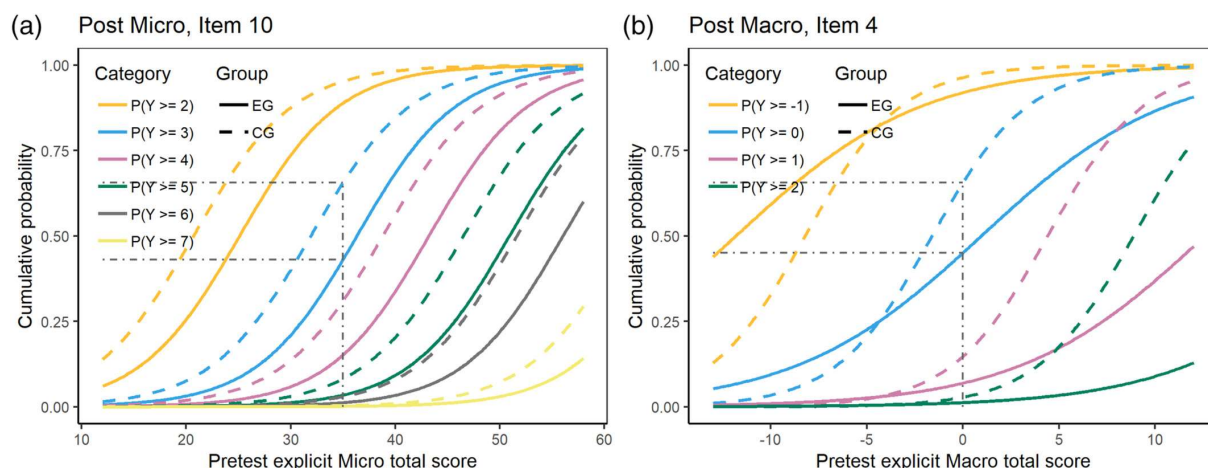 (a) Post Micro, Item 10
Cumulative probability
1.00
0.75
0.50
0.25
0.00
Category
P(Y >= 2)
P(Y >= 3)
P(Y >= 4)
P(Y >= 5)
P(Y >= 6)
P(Y >= 7)
Group
EG
CG
10 20 30 40 50 60
Pretest explicit Micro total score
(b) Post Macro, Item 4
Cumulative probability
1.00
0.75
0.50
0.25
0.00
Category
P(Y >= -1)
P(Y >= 0)
P(Y >= 1)
P(Y >= 2)
Group
EG
CG
-10 -5 0 5 10
Pretest explicit Macro total score